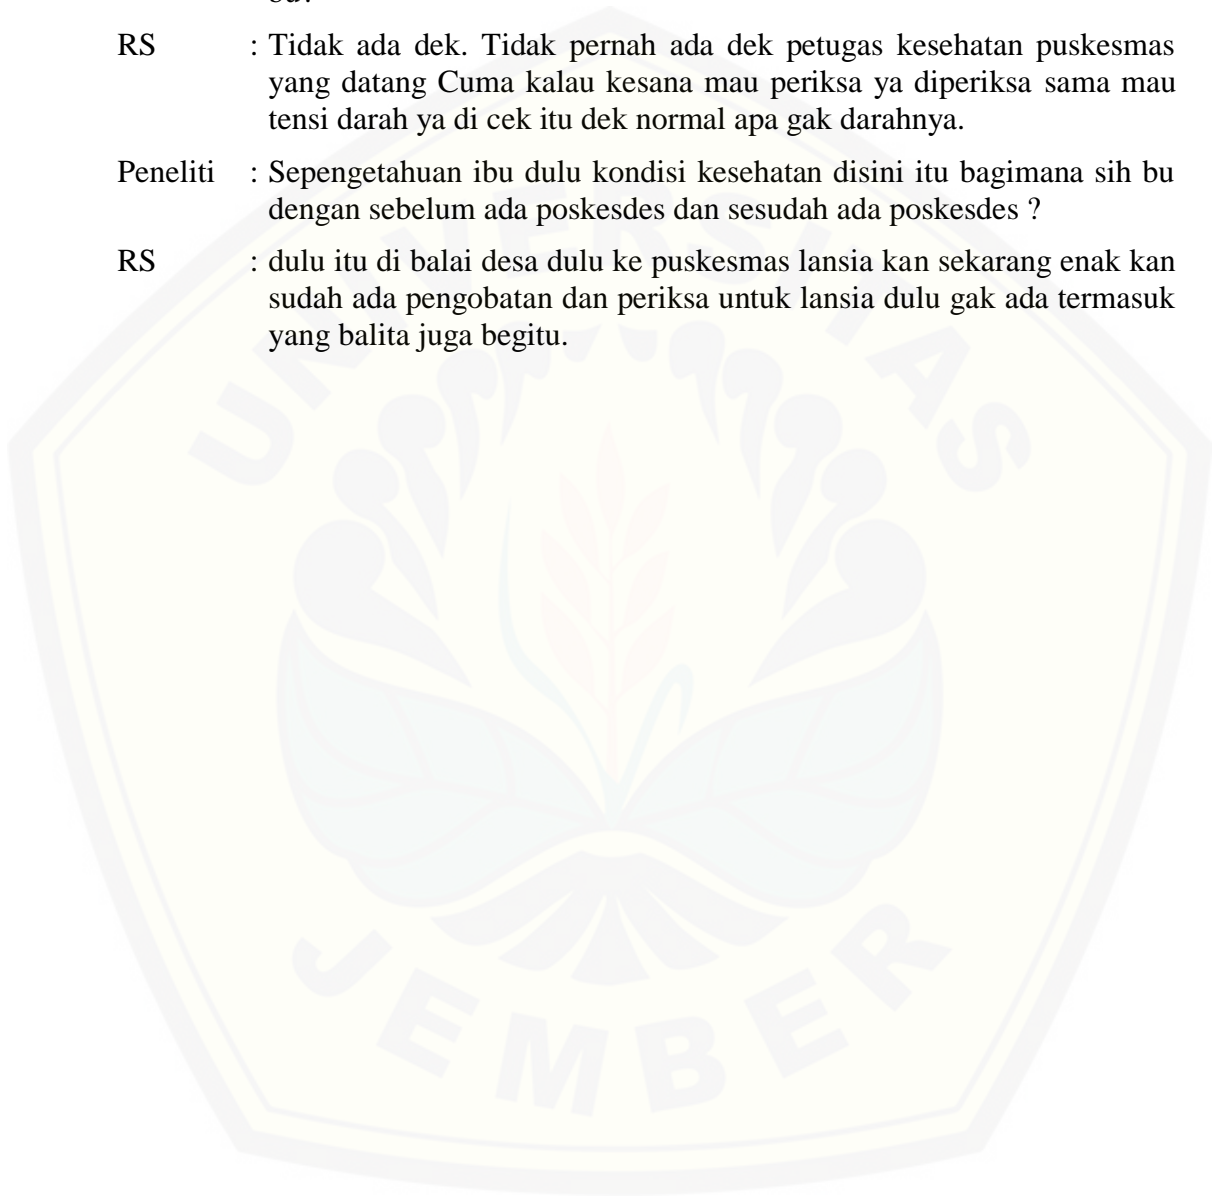 RS : Tidak ada dek. Tidak pernah ada dek petugas kesehatan puskesmas
yang datang Cuma kalau kesana mau periksa ya diperiksa sama mau
tensi darah ya di cek itu dek normal apa gak darahnya.
Peneliti : Sepengetahuan ibu dulu kondisi kesehatan disini itu bagimana sih bu
dengan sebelum ada poskesdes dan sesudah ada poskesdes ?
RS : dulu itu di balai desa dulu ke puskesmas lansia kan sekarang enak kan
sudah ada pengobatan dan periksa untuk lansia dulu gak ada termasuk
yang balita juga begitu.
UNIVERSITAS
JEMBER